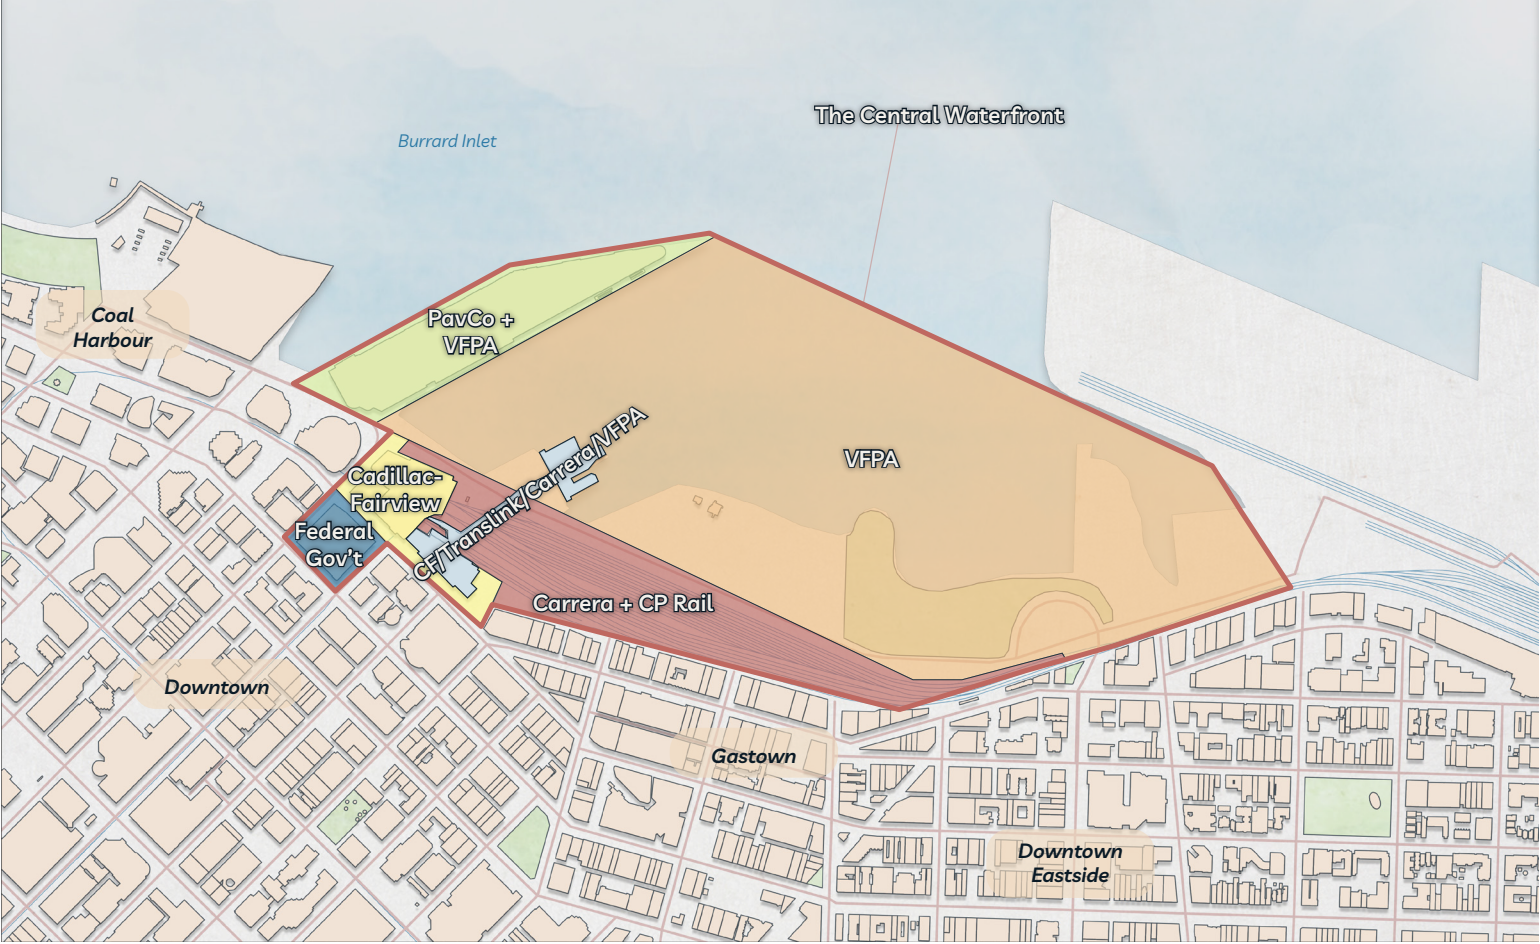 The Central Waterfront
Burrard Inlet
Coal
Harbour
PavCo +
VFPA
CF/Translink/Carrera/VFPA
VFPA
Cadillac-
Fairview
Federal
Gov't
Carrera + CP Rail
Downtown
Gastown
Downtown
Eastside